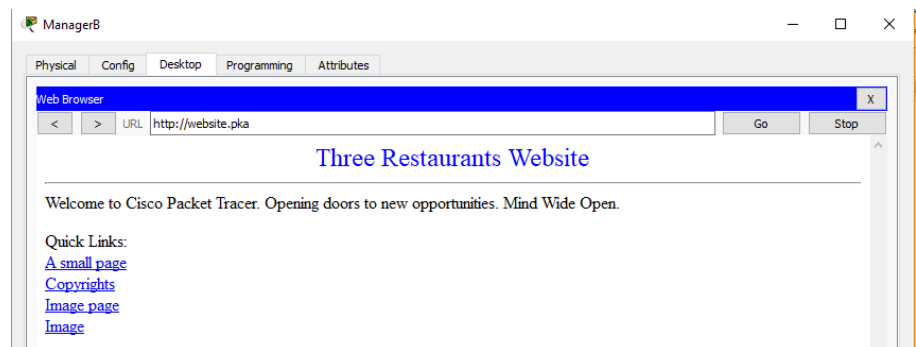 ManagerB
Physical Config Desktop Programming Attributes
Web Browser X
< > URL http://website.pka Go Stop
Three Restaurants Website
Welcome to Cisco Packet Tracer. Opening doors to new opportunities. Mind Wide Open.
Quick Links:
A small page
Copyrights
Image page
Image